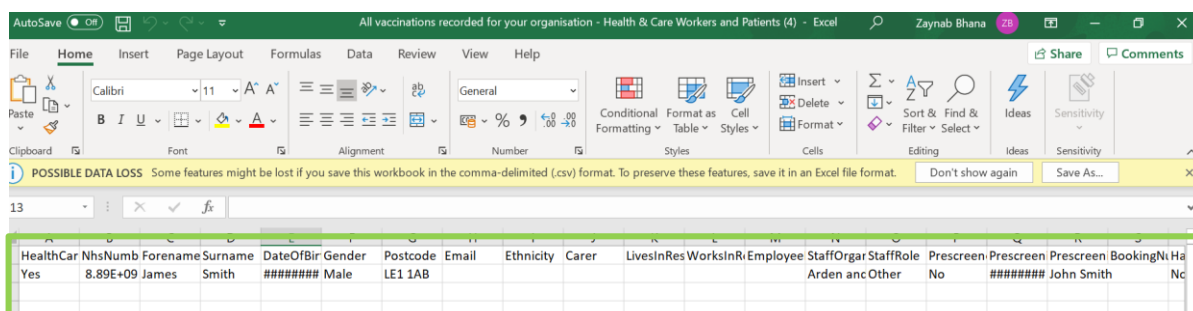 AutoSave Off All vaccinations recorded for your organisation - Health & Care Workers and Patients (4) - Excel Zaynab Bhana ZB
File Home Insert Page Layout Formulas Data Review View Help Share Comments
Calibri 11 A^ A˅ ab General Conditional Format as Cell Insert Σ A Z Ideas Sensitivity
Paste B I U A % 9 .00 Formatting Table Styles Delete Sort & Find &
Format Filter Select
Clipboard Font Alignment Number Styles Cells Editing Ideas Sensitivity
POSSIBLE DATA LOSS Some features might be lost if you save this workbook in the comma-delimited (.csv) format. To preserve these features, save it in an Excel file format. Don't show again Save As...
13 fx
HealthCar NhsNumb Forename Surname DateOfBir Gender Postcode Email Ethnicity Carer LivesInRes WorksInR Employee StaffOrgar StaffRole Prescreen Prescreen Prescreen BookingNu Ha
Yes 8.89E+09 James Smith ######## Male LE1 1AB Arden and Other No ######## John Smith No